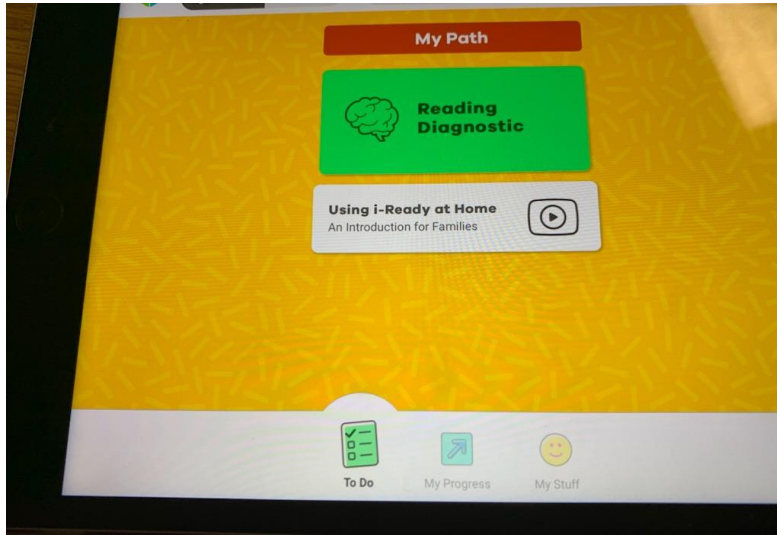 My Path
Reading
Diagnostic
Using i-Ready at Home
An Introduction for Families
To Do
My Progress
My Stuff